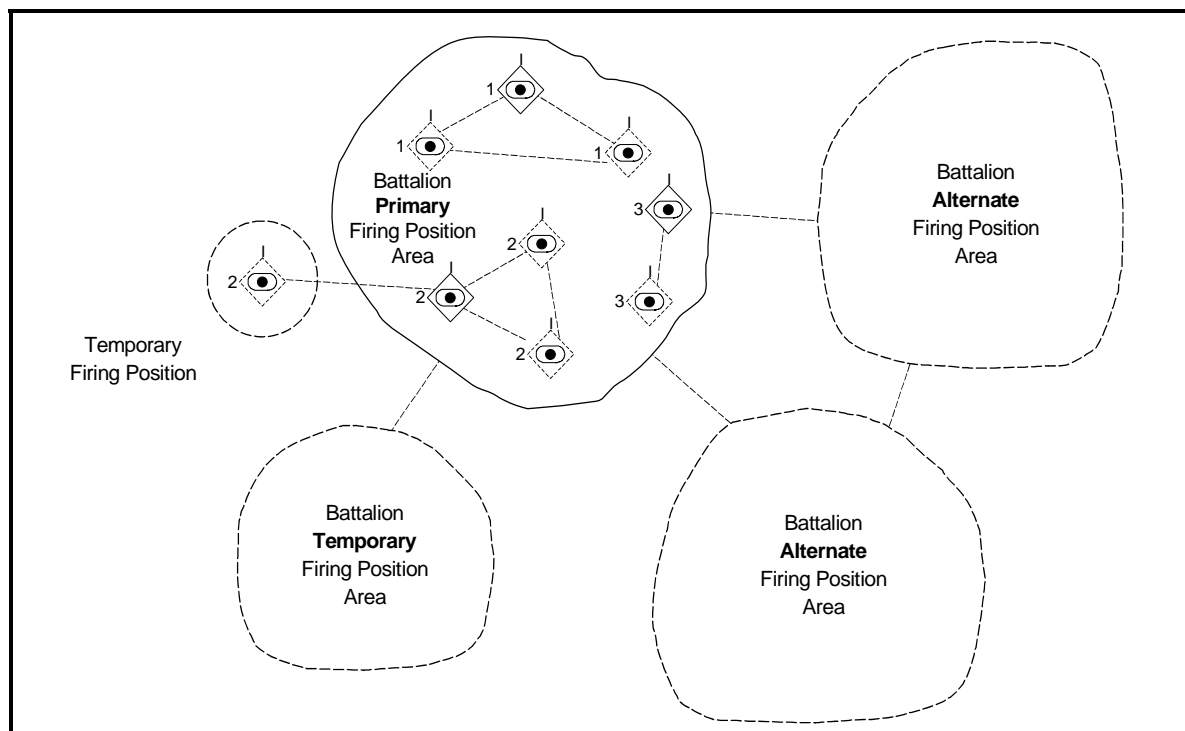 1
1
1
Battalion
Primary
Firing Position
Area
3
2
2
2
3
2
Temporary
Firing Position
Battalion
Alternate
Firing Position
Area
Battalion
Temporary
Firing Position
Area
Battalion
Alternate
Firing Position
Area